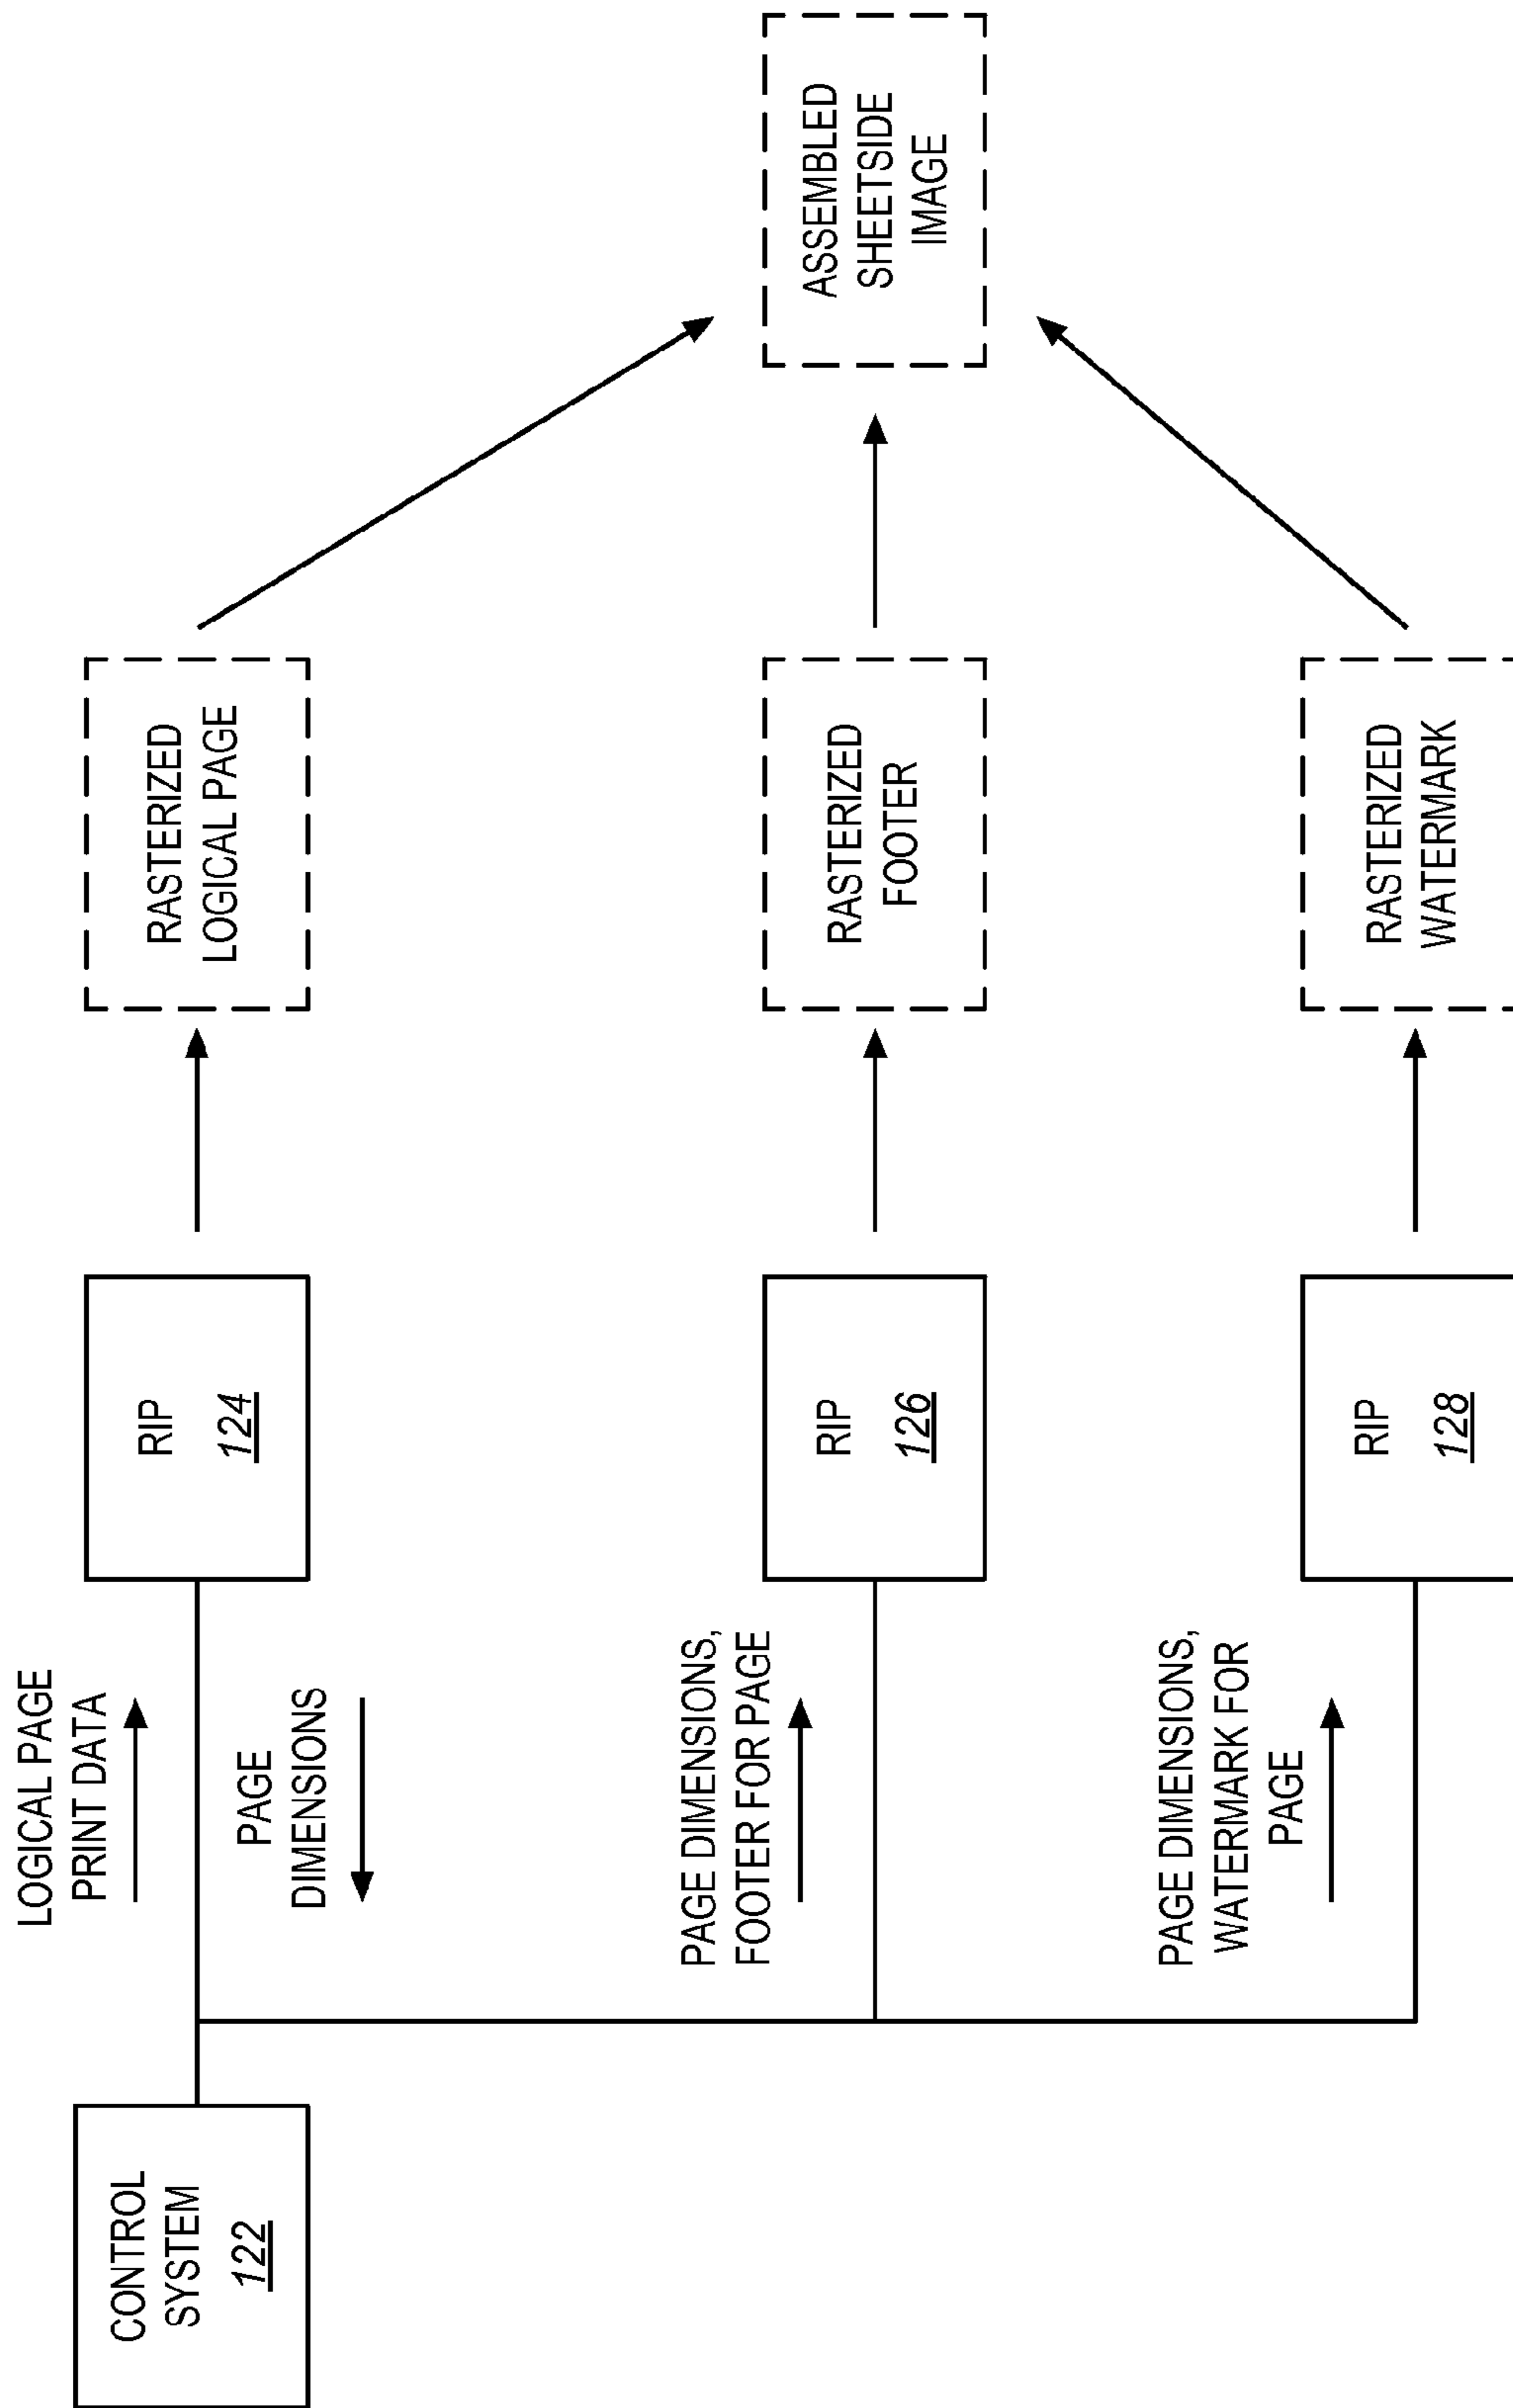 CONTROL
SYSTEM
122
LOGICAL PAGE
PRINT DATA
PAGE
DIMENSIONS
RIP
124
RASTERIZED
LOGICAL PAGE
PAGE DIMENSIONS,
FOOTER FOR PAGE
RIP
126
RASTERIZED
FOOTER
ASSEMBLED
SHEETSIDE
IMAGE
PAGE DIMENSIONS,
WATERMARK FOR
PAGE
RIP
128
RASTERIZED
WATERMARK